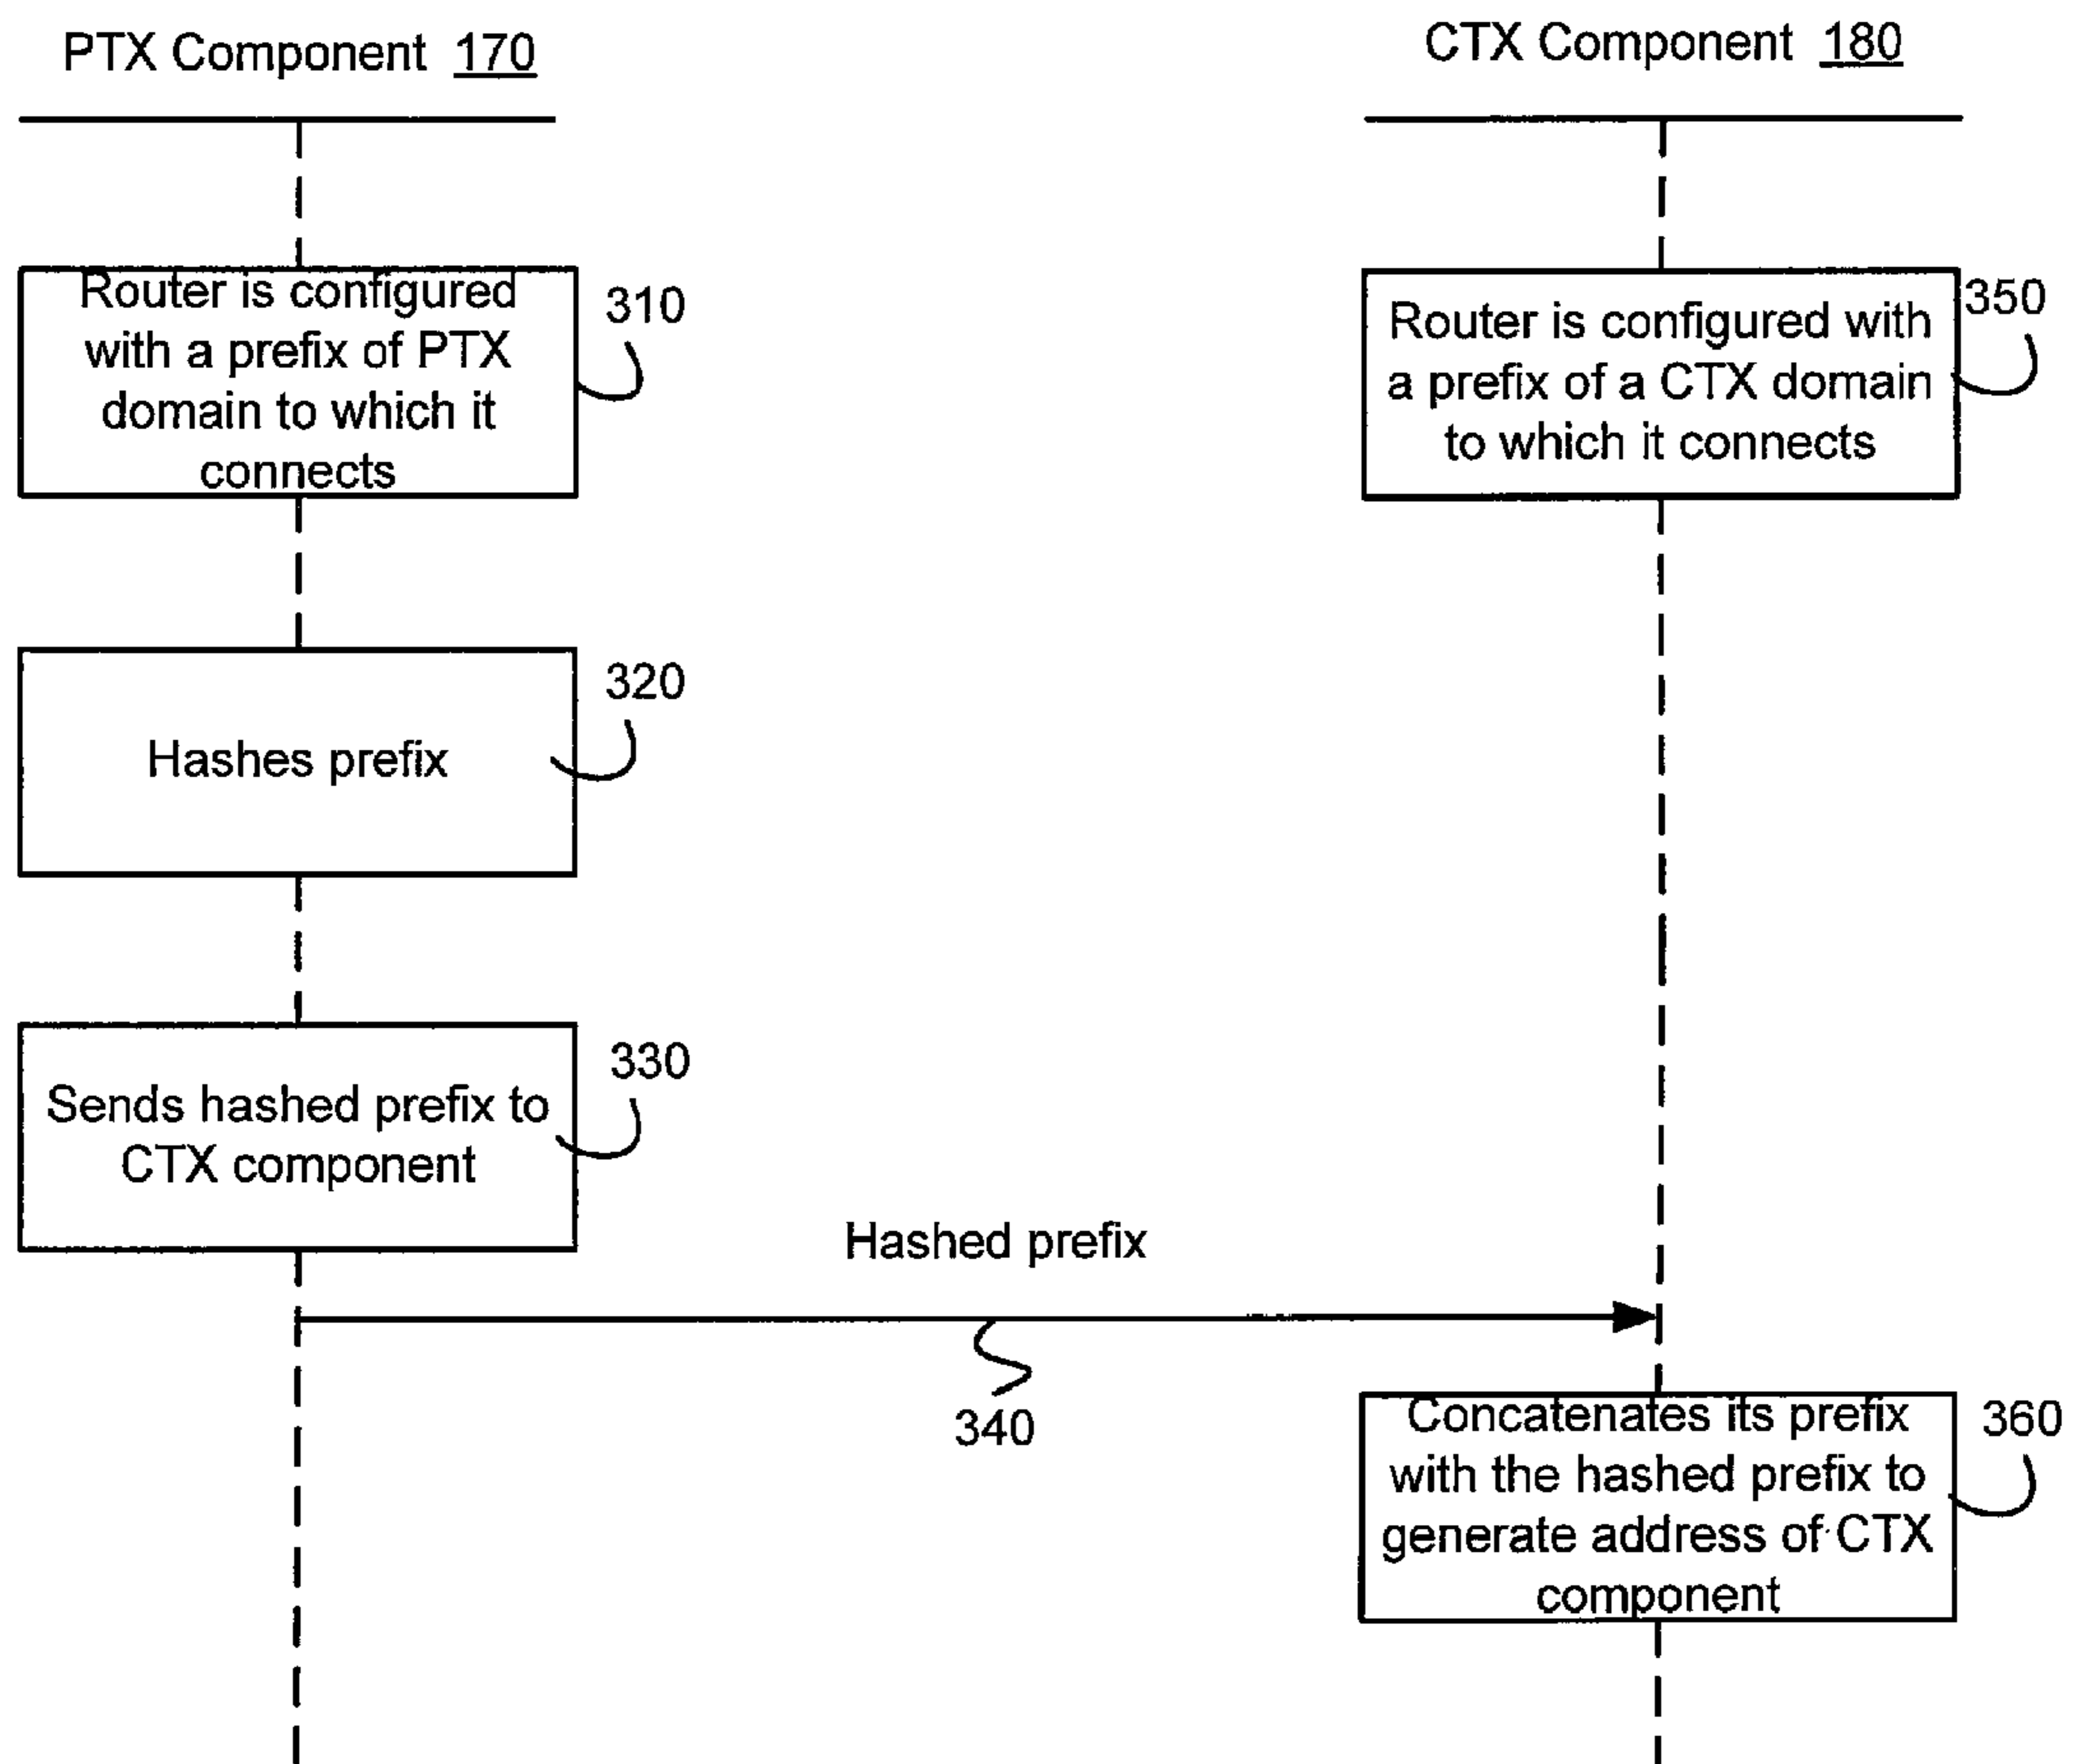 PTX Component 170
CTX Component 180
Router is configured
with a prefix of PTX
domain to which it
connects
310
Router is configured with
a prefix of a CTX domain
to which it connects
350
Hashes prefix
320
Sends hashed prefix to
CTX component
330
Hashed prefix
340
Concatenates its prefix
with the hashed prefix to
generate address of CTX
component
360